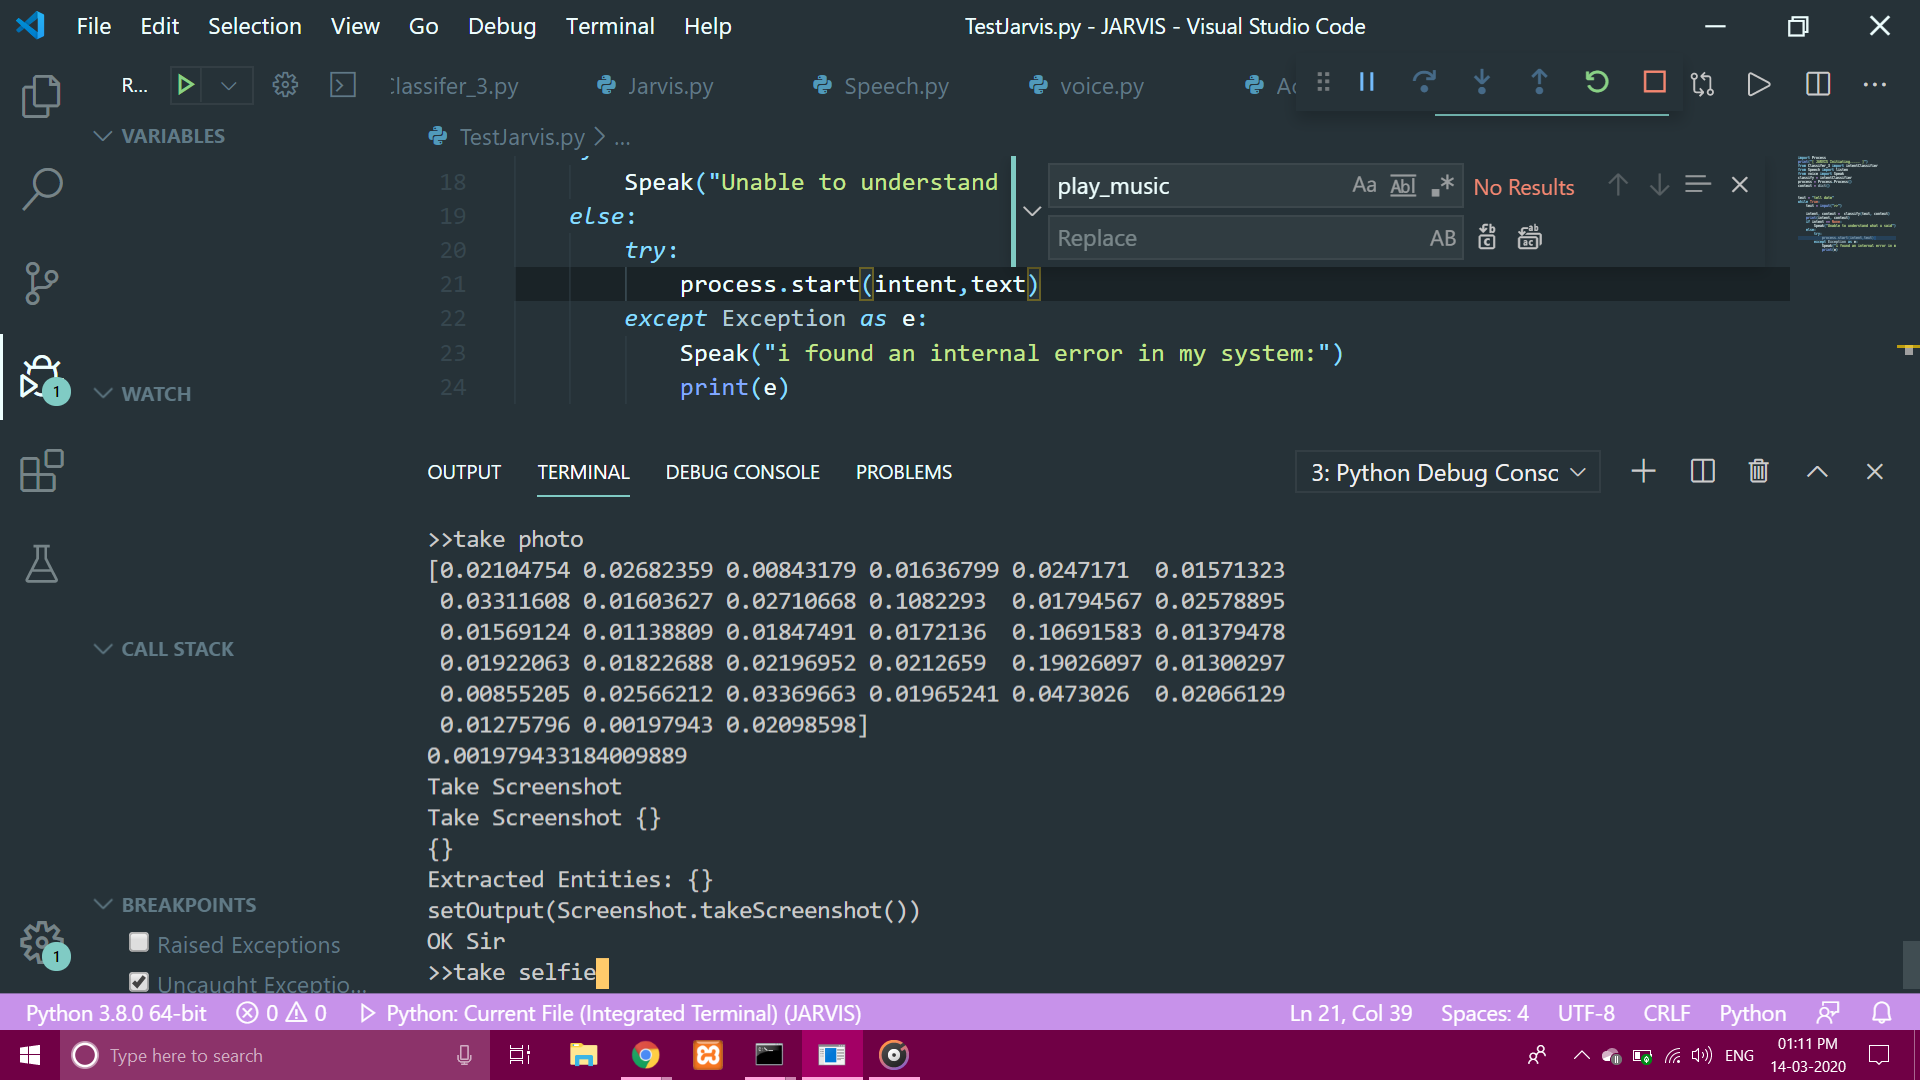 File Edit Selection View Go Debug Terminal Help
TestJarvis.py - JARVIS - Visual Studio Code
R...
lassifer_3.py Jarvis.py Speech.py voice.py
VARIABLES
TestJarvis.py > ...
18 Speak("Unable to understand
19 else:
20 try:
21 process.start(intent,text)
22 except Exception as e:
23 Speak("i found an internal error in my system:")
24 print(e)
play_music Aa Abl .* No Results
Replace AB
1
WATCH
CALL STACK
BREAKPOINTS
Raised Exceptions
Uncaught Exceptio...
1
OUTPUT TERMINAL DEBUG CONSOLE PROBLEMS
3: Python Debug Consc
>>take photo
[0.02104754 0.02682359 0.00843179 0.01636799 0.0247171  0.01571323
0.03311608 0.01603627 0.02710668 0.1082293  0.01794567 0.02578895
0.01569124 0.01138809 0.01847491 0.0172136  0.10691583 0.01379478
0.01922063 0.01822688 0.02196952 0.0212659  0.19026097 0.01300297
0.00855205 0.02566212 0.03369663 0.01965241 0.0473026  0.02066129
0.01275796 0.00197943 0.02098598]
0.001979433184009889
Take Screenshot
Take Screenshot {}
{}
Extracted Entities: {}
setOutput(Screenshot.takeScreenshot())
OK Sir
>>take selfie
Python 3.8.0 64-bit 0 0 Python: Current File (Integrated Terminal) (JARVIS)
Ln 21, Col 39 Spaces: 4 UTF-8 CRLF Python
Type here to search
ENG
01:11 PM
14-03-2020